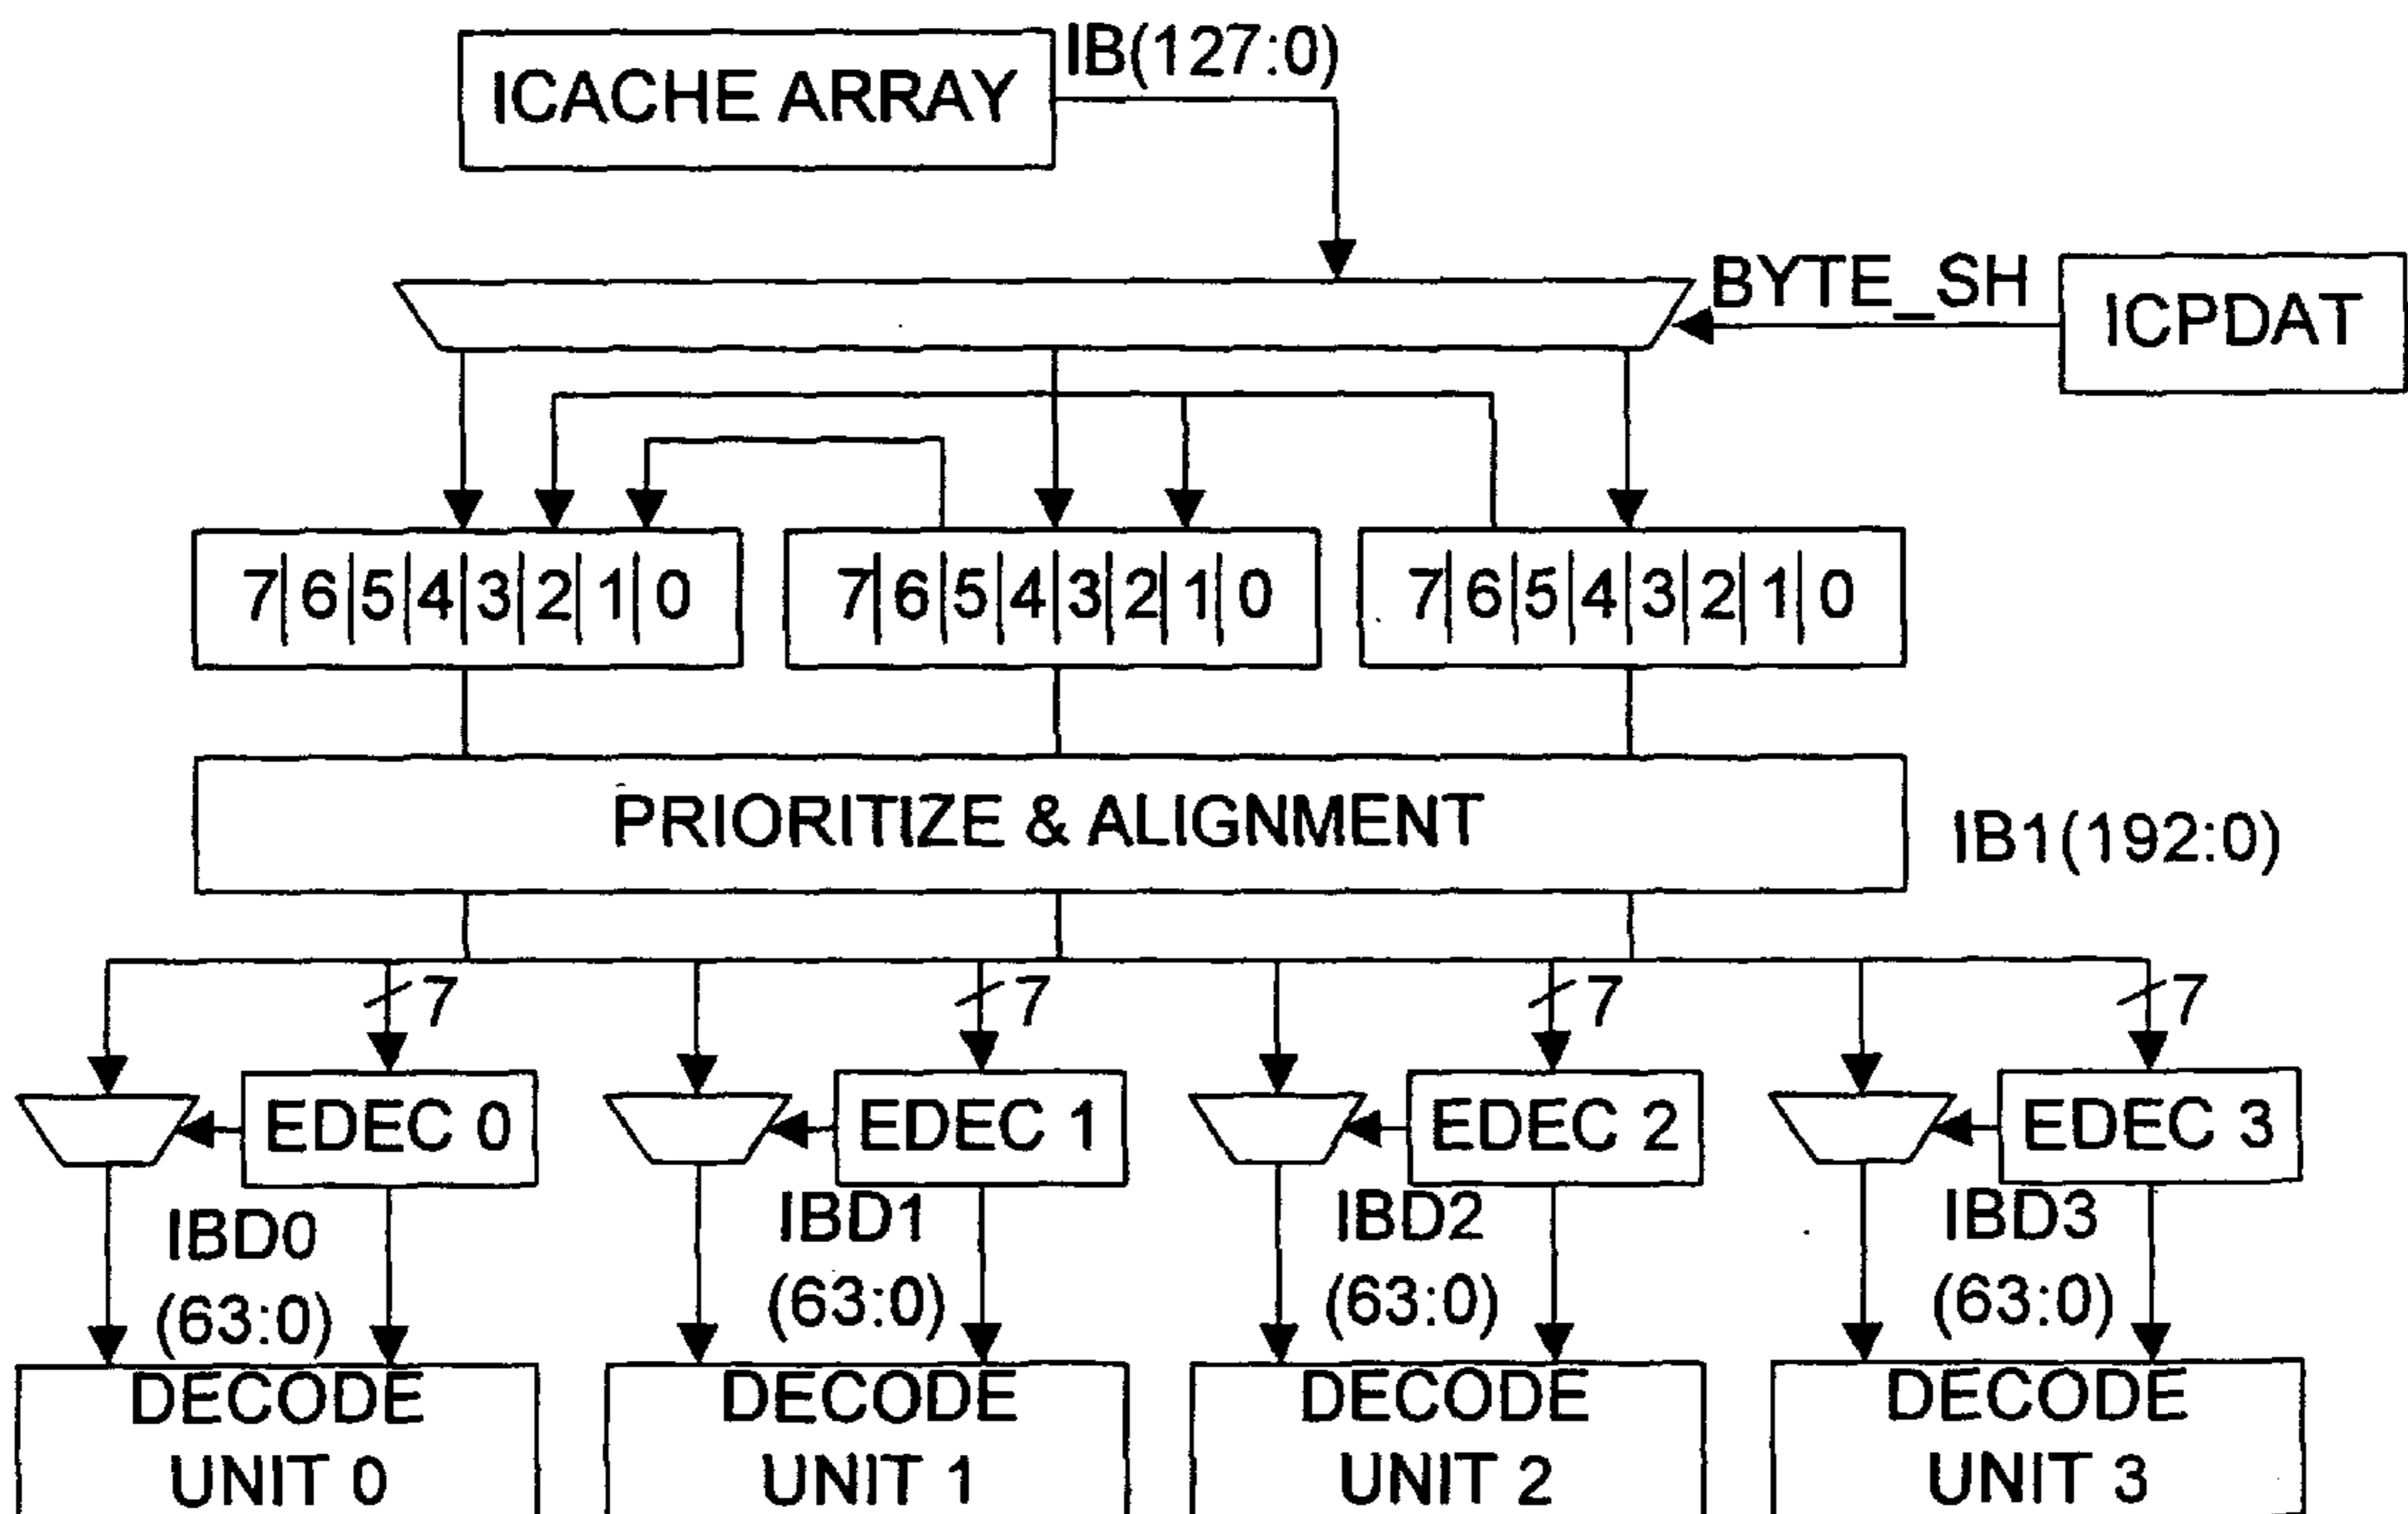 ICACHE ARRAY
IB(127:0)
BYTE_SH
ICPDAT
7 6 5 4 3 2 1 0
7 6 5 4 3 2 1 0
7 6 5 4 3 2 1 0
PRIORITIZE & ALIGNMENT
IB1(192:0)
7
7
7
7
EDEC 0
EDEC 1
EDEC 2
EDEC 3
IBD0
(63:0)
IBD1
(63:0)
IBD2
(63:0)
IBD3
(63:0)
DECODE
UNIT 0
DECODE
UNIT 1
DECODE
UNIT 2
DECODE
UNIT 3